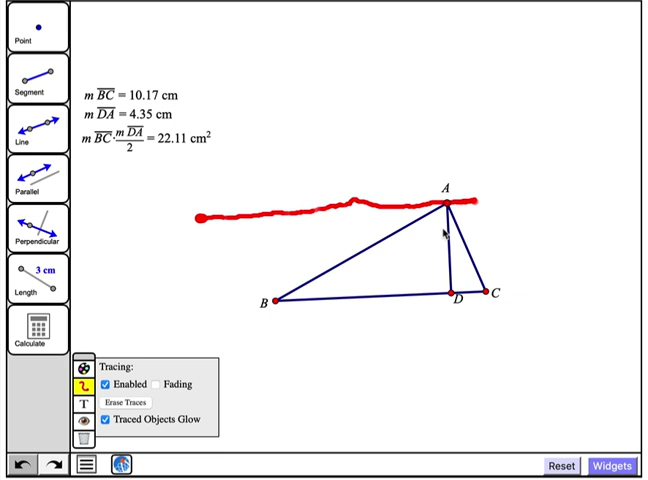 Point
Segment
Line
Parallel
Perpendicular
3 cm
Length
Calculate
m BC = 10.17 cm
m DA = 4.35 cm
m BC · m DA / 2 = 22.11 cm²
A
B
D
C
Tracing:
Enabled Fading
T
Erase Traces
Traced Objects Glow
Reset
Widgets